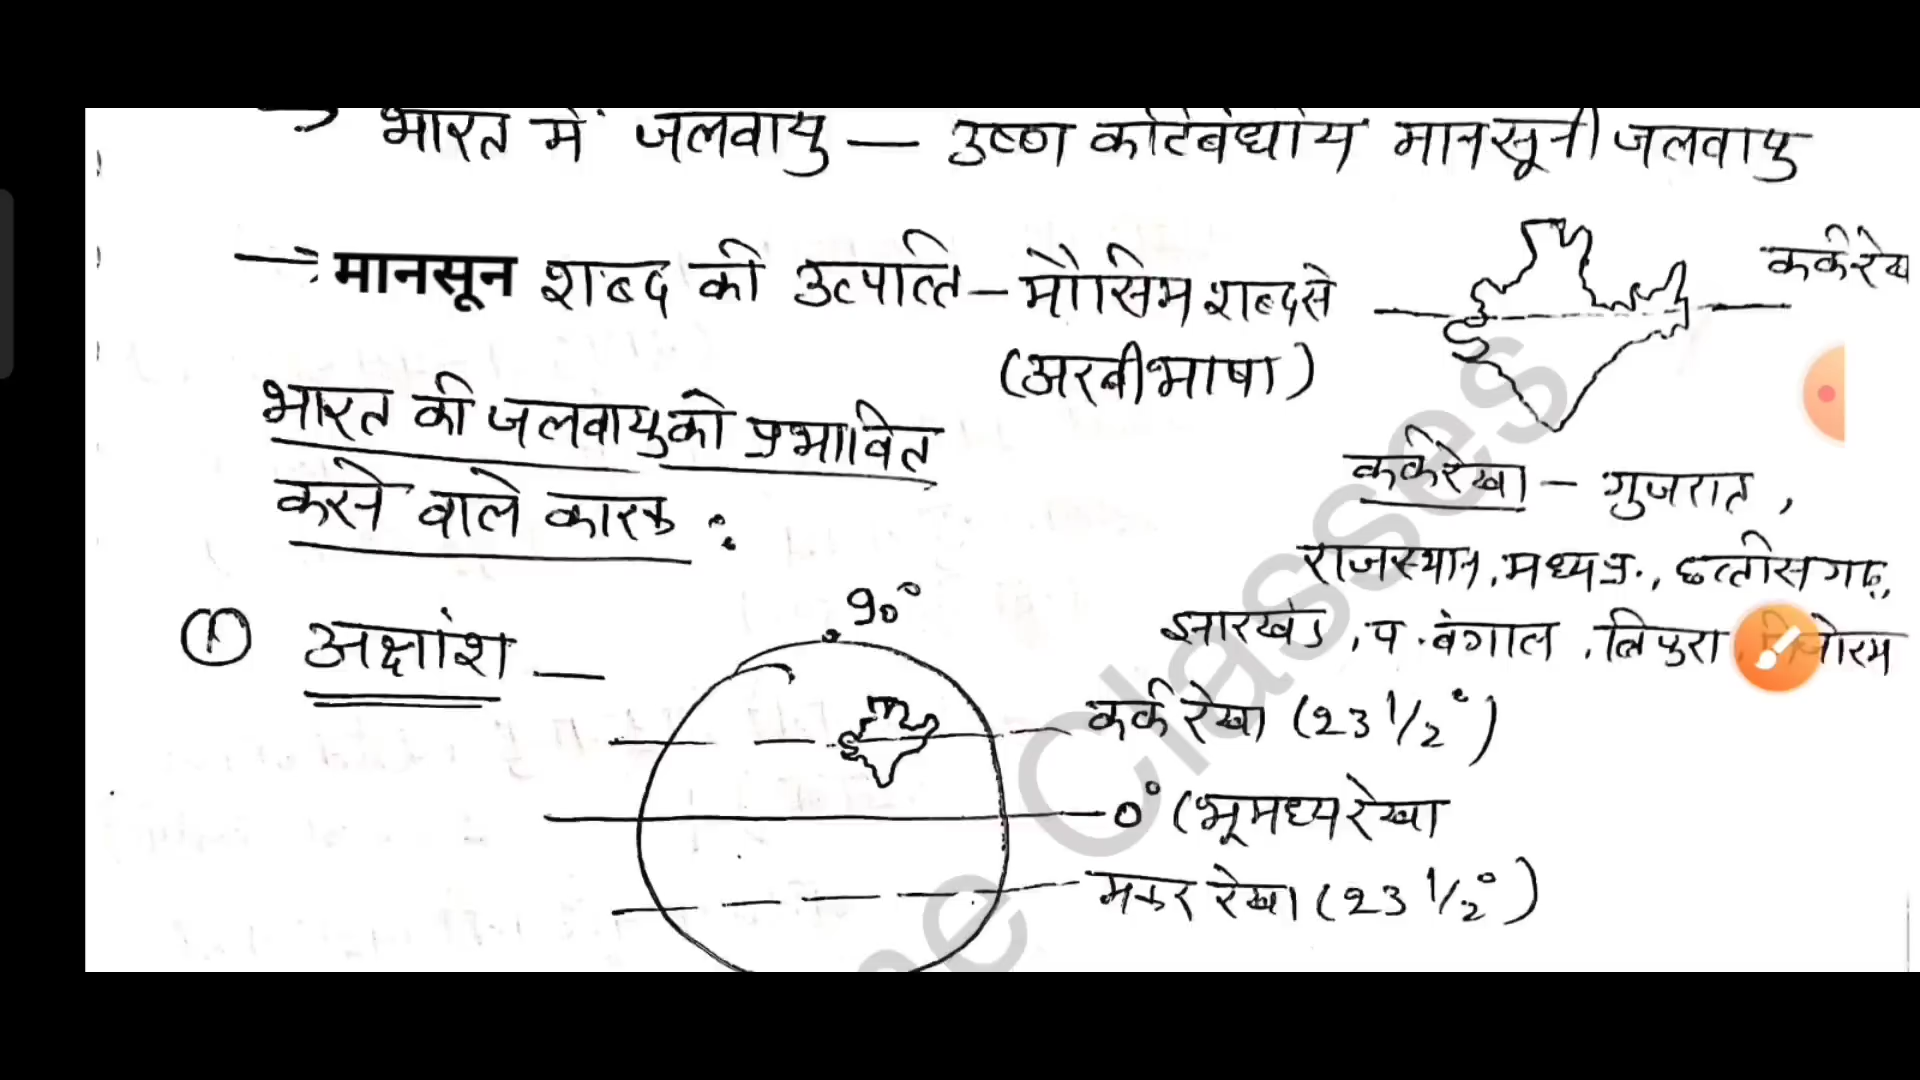 → भारत में जलवायु — उष्ण कटिबंधीय मानसूनी जलवायु
→ मानसून शब्द की उत्पत्ति — मौसिम शब्द से
(अरबी भाषा)
कर्क रेखा
भारत की जलवायु को प्रभावित
करने वाले कारक :
कर्क रेखा — गुजरात ,
राजस्थान, मध्य प्र., छत्तीसगढ़,
झारखंड , प. बंगाल , त्रिपुरा , मिजोरम
① अक्षांश —
90°
कर्क रेखा (23 1/2°)
0° (भूमध्य रेखा
मकर रेखा (23 1/2°)
e Classes